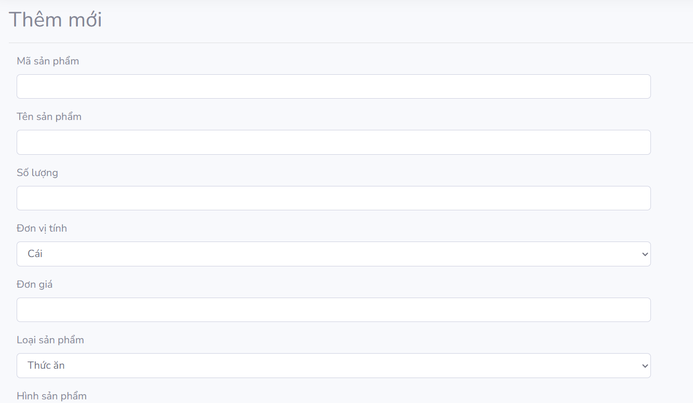 Thêm mới
Mã sản phẩm
Tên sản phẩm
Số lượng
Đơn vị tính
Cái
Đơn giá
Loại sản phẩm
Thức ăn
Hình sản phẩm